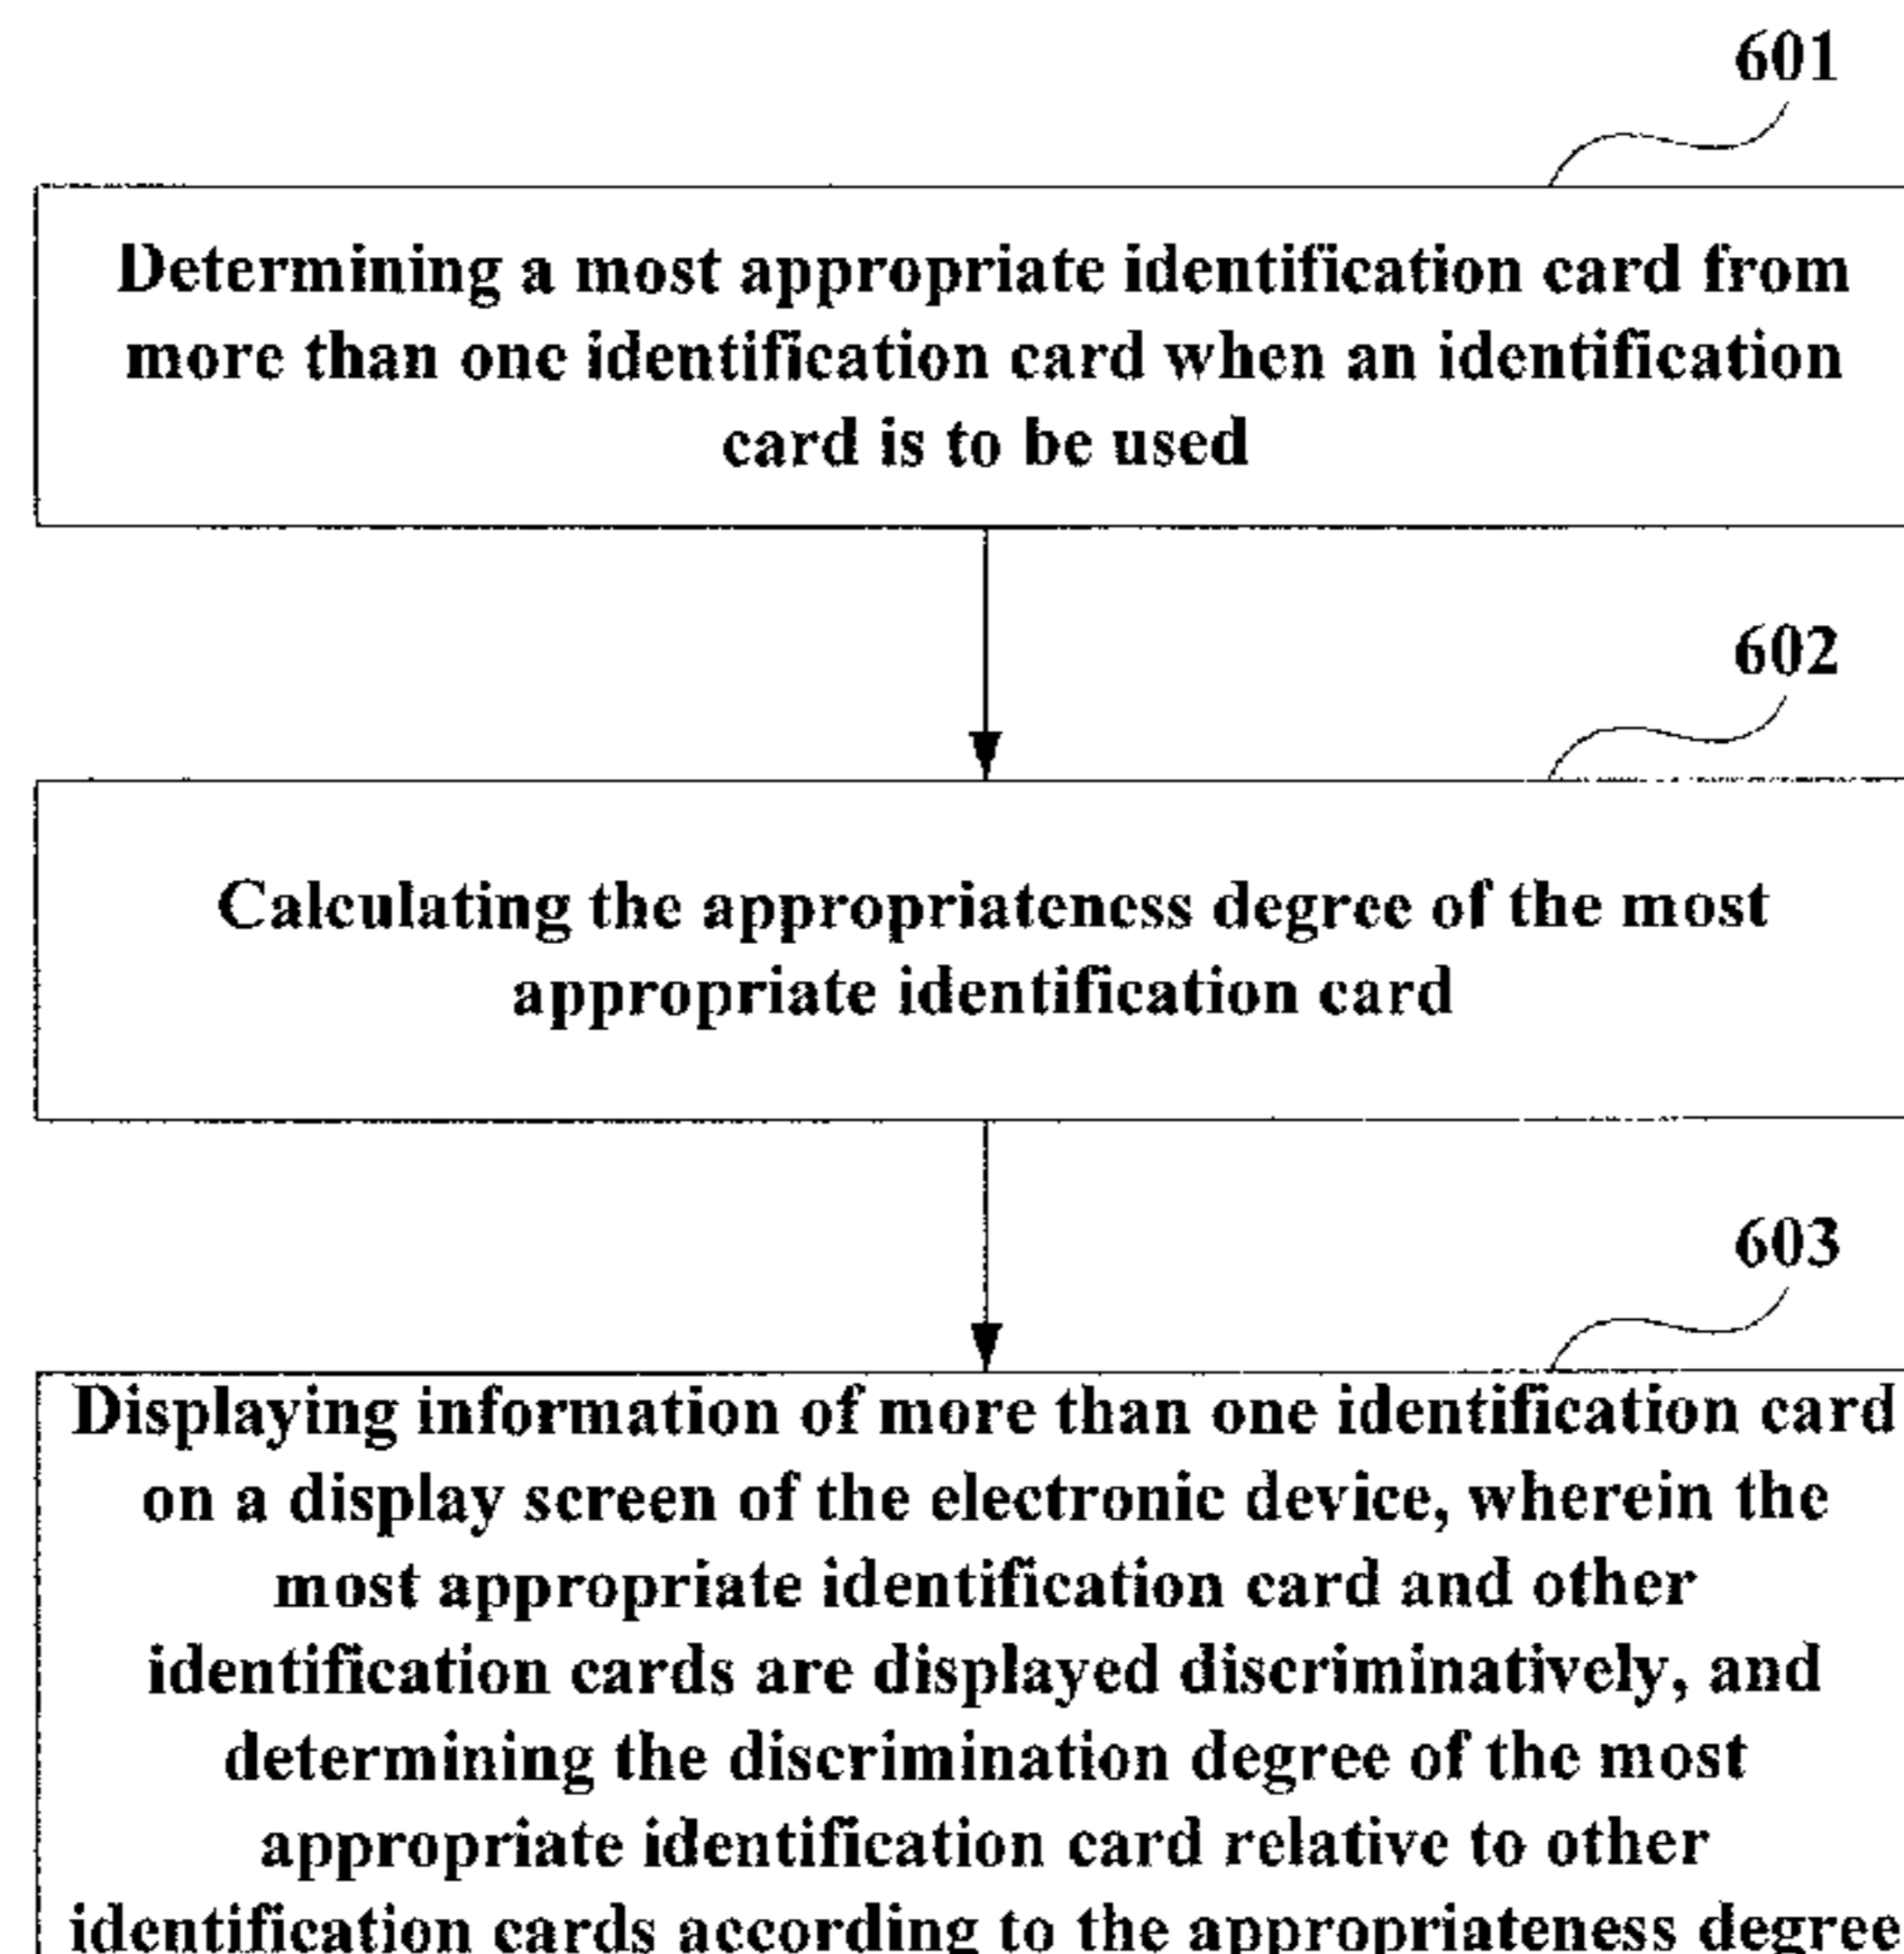 601
Determining a most appropriate identification card from
more than one identification card when an identification
card is to be used
602
Calculating the appropriateness degree of the most
appropriate identification card
603
Displaying information of more than one identification card
on a display screen of the electronic device, wherein the
most appropriate identification card and other
identification cards are displayed discriminatively, and
determining the discrimination degree of the most
appropriate identification card relative to other
identification cards according to the appropriateness degree